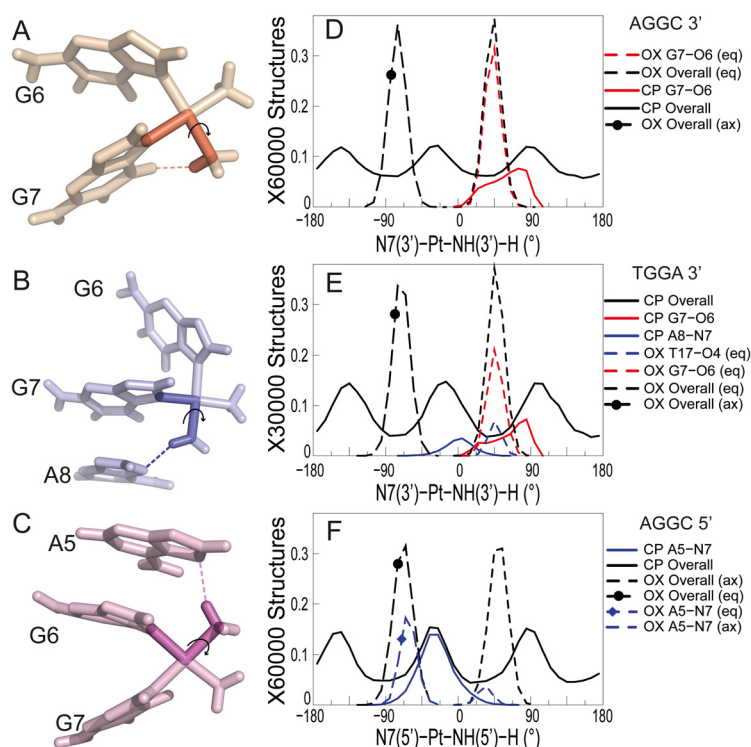 A
G6
G7
D
AGGC 3'
X60000 Structures
0.3
0.2
0.1
0
-180
-90
0
90
180
N7(3')-Pt-NH(3')-H (°)
OX G7-O6 (eq)
OX Overall (eq)
CP G7-O6
CP Overall
OX Overall (ax)
B
G6
G7
A8
E
TGGA 3'
X30000 Structures
0.3
0.2
0.1
0
-180
-90
0
90
180
N7(3')-Pt-NH(3')-H (°)
CP Overall
CP G7-O6
CP A8-N7
OX T17-O4 (eq)
OX G7-O6 (eq)
OX Overall (eq)
OX Overall (ax)
C
A5
G6
G7
F
AGGC 5'
X60000 Structures
0.3
0.2
0.1
0
-180
-90
0
90
180
N7(5')-Pt-NH(5')-H (°)
CP A5-N7
CP Overall
OX Overall (ax)
OX Overall (eq)
OX A5-N7 (eq)
OX A5-N7 (ax)